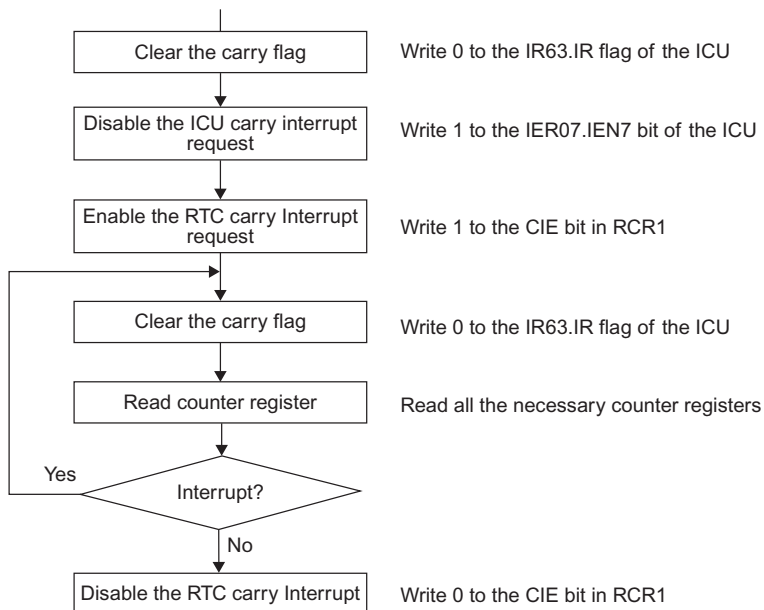 Clear the carry flag
Write 0 to the IR63.IR flag of the ICU
Disable the ICU carry interrupt
request
Write 1 to the IER07.IEN7 bit of the ICU
Enable the RTC carry Interrupt
request
Write 1 to the CIE bit in RCR1
Clear the carry flag
Write 0 to the IR63.IR flag of the ICU
Read counter register
Read all the necessary counter registers
Yes
Interrupt?
No
Disable the RTC carry Interrupt
Write 0 to the CIE bit in RCR1